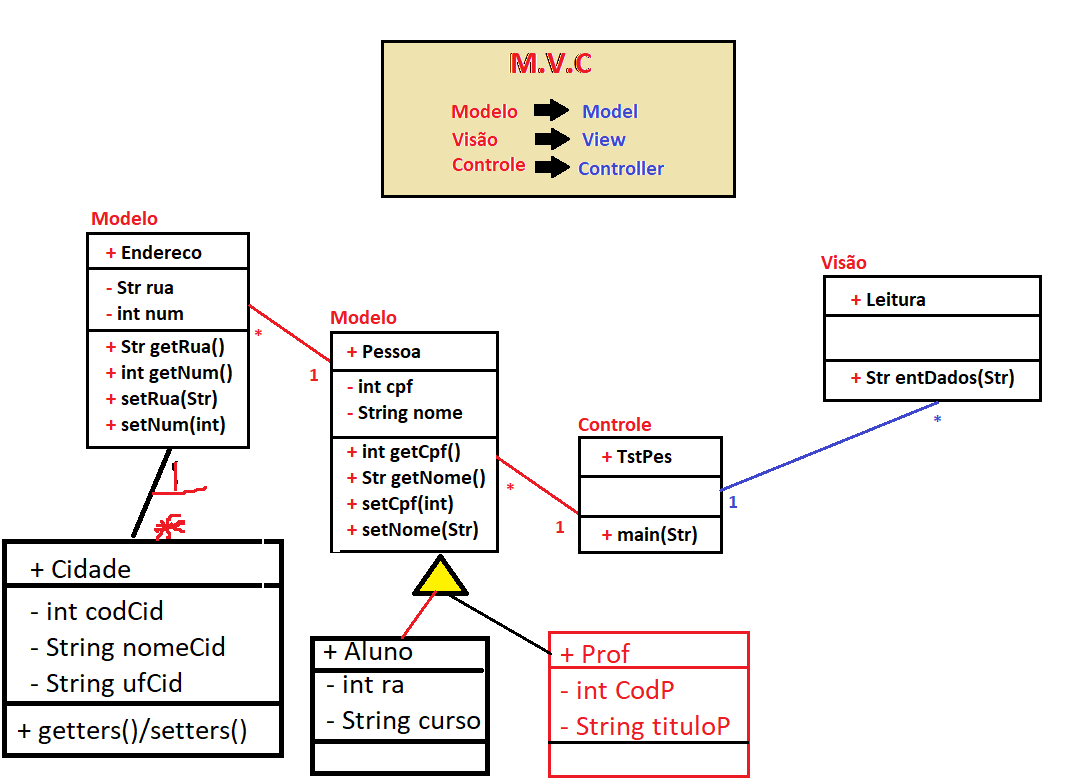 M.V.C
Modelo Model
Visão View
Controle Controller
Modelo
+ Endereco
- Str rua
- int num
+ Str getRua()
+ int getNum()
+ setRua(Str)
+ setNum(int)
*
1
Modelo
+ Pessoa
- int cpf
- String nome
+ int getCpf()
+ Str getNome()
+ setCpf(int)
+ setNome(Str)
*
1
Controle
+ TstPes
+ main(Str)
1
*
Visão
+ Leitura
+ Str entDados(Str)
1
*
+ Cidade
- int codCid
- String nomeCid
- String ufCid
+ getters()/setters()
+ Aluno
- int ra
- String curso
+ Prof
- int CodP
- String tituloP